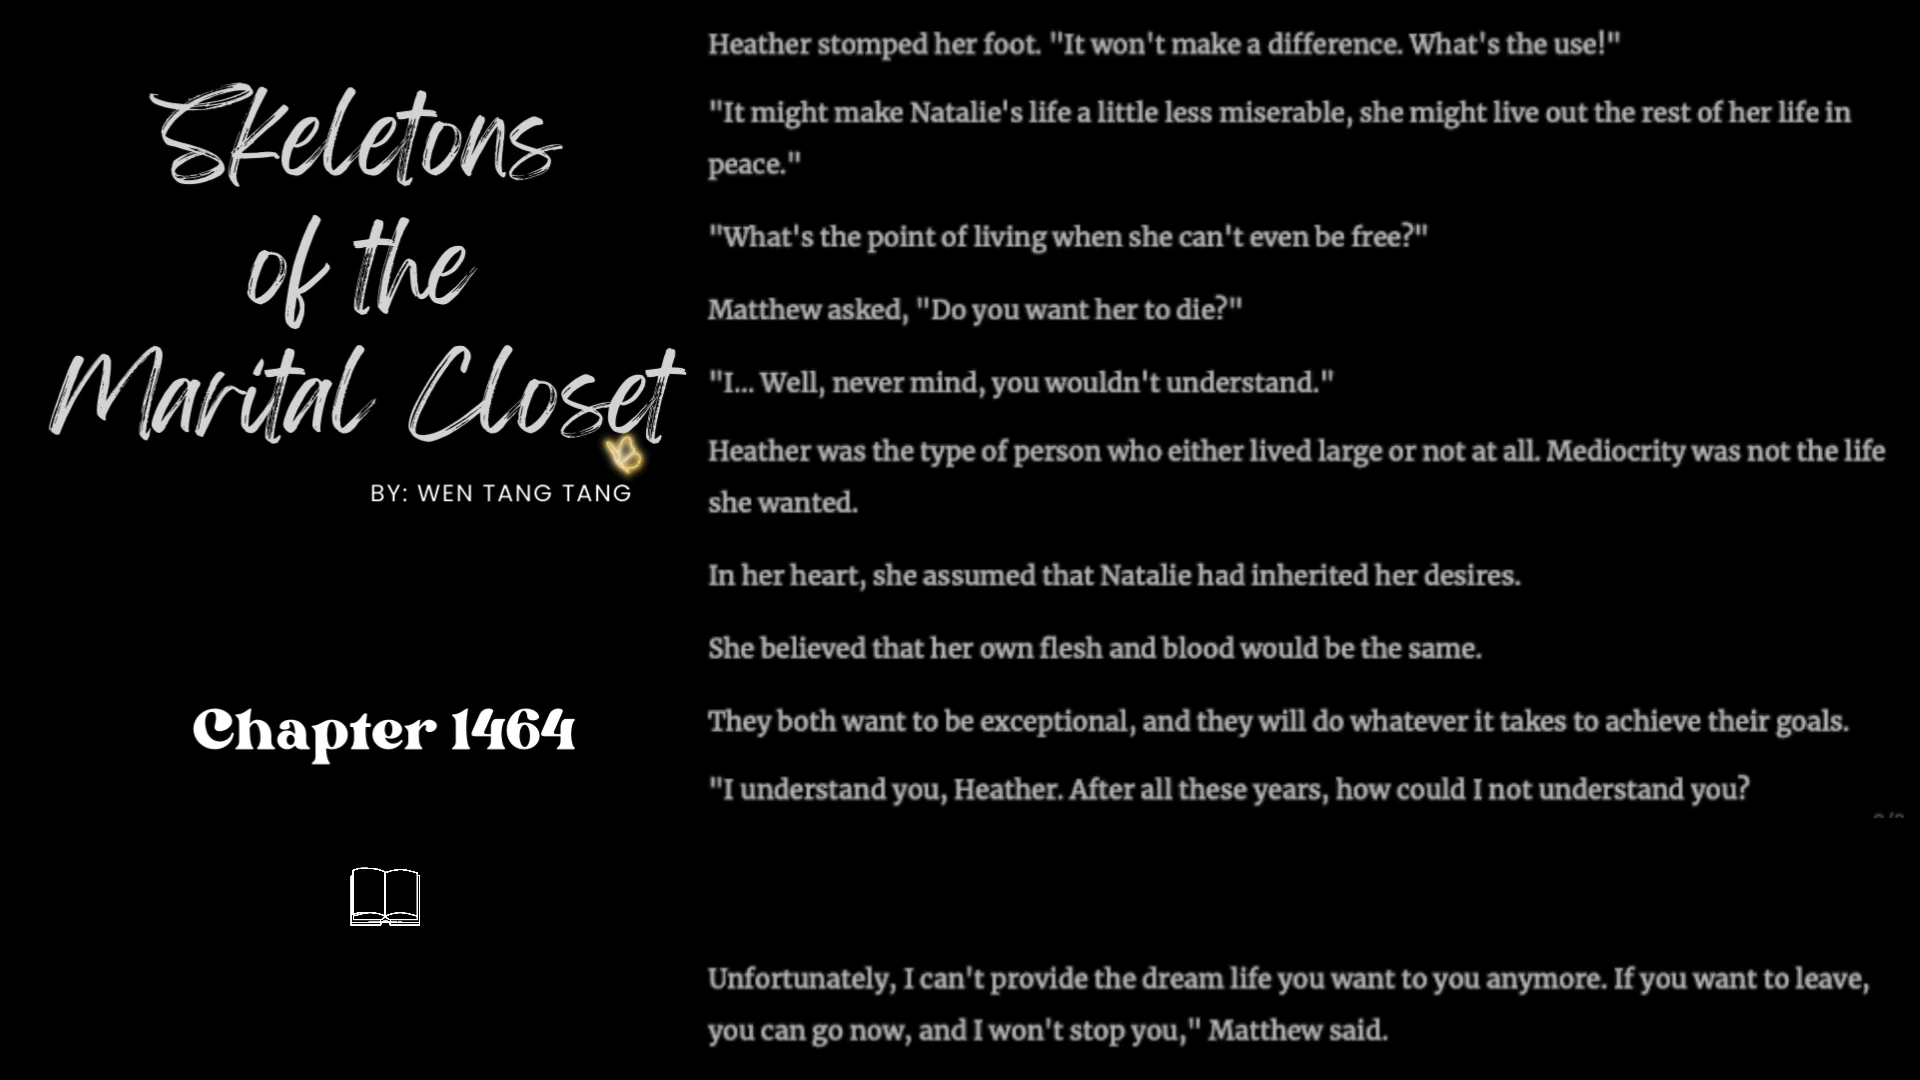 Skeletons
of the
Marital Closet
BY: WEN TANG TANG
Chapter 1464
Heather stomped her foot. "It won't make a difference. What's the use!"
"It might make Natalie's life a little less miserable, she might live out the rest of her life in
peace."
"What's the point of living when she can't even be free?"
Matthew asked, "Do you want her to die?"
"I... Well, never mind, you wouldn't understand."
Heather was the type of person who either lived large or not at all. Mediocrity was not the life
she wanted.
In her heart, she assumed that Natalie had inherited her desires.
She believed that her own flesh and blood would be the same.
They both want to be exceptional, and they will do whatever it takes to achieve their goals.
"I understand you, Heather. After all these years, how could I not understand you?
Unfortunately, I can't provide the dream life you want to you anymore. If you want to leave,
you can go now, and I won't stop you," Matthew said.